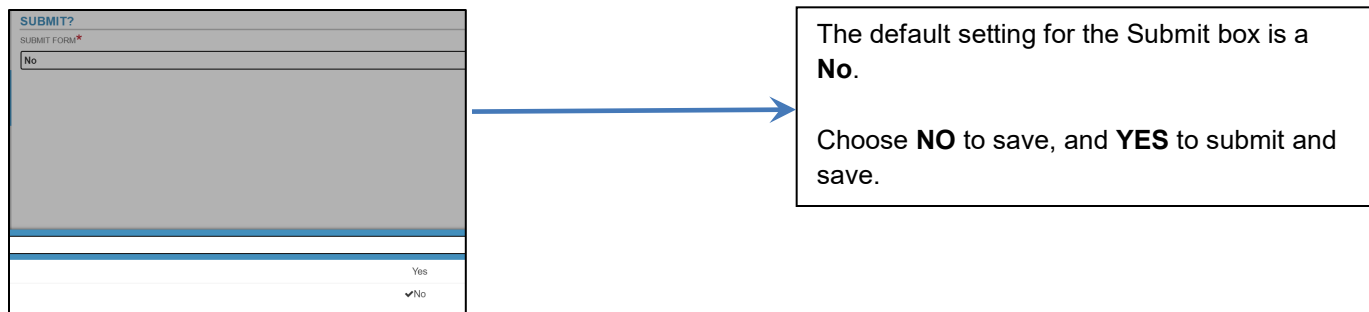 SUBMIT?
SUBMIT FORM*
No
Yes
✔No
The default setting for the Submit box is a
No.
Choose NO to save, and YES to submit and
save.